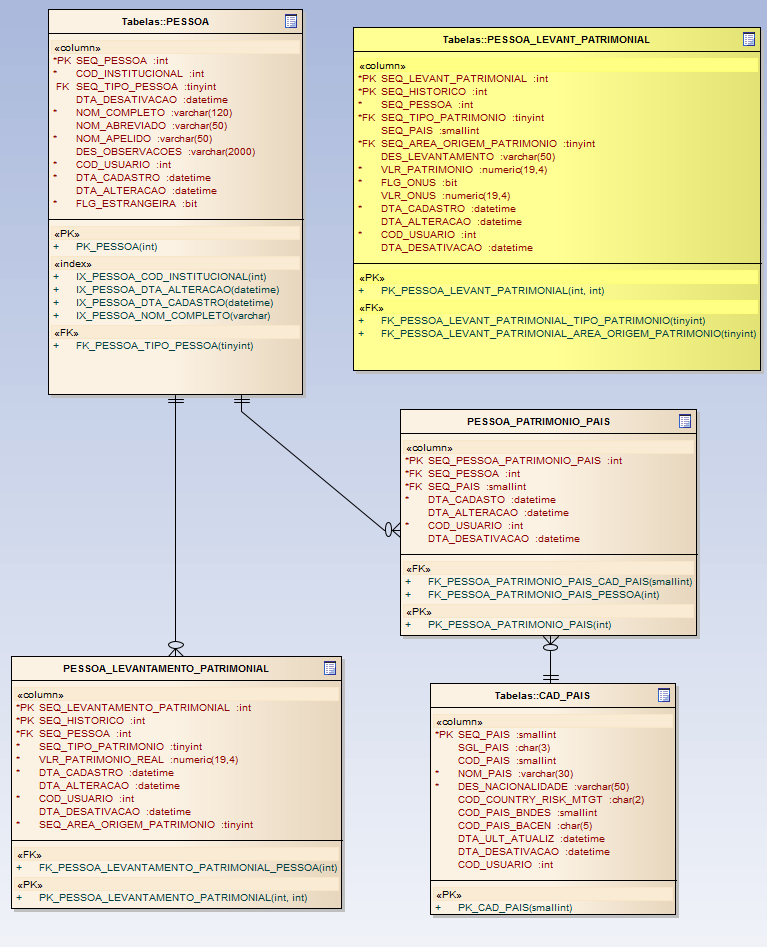 Tabelas::PESSOA
«column»
*PK SEQ_PESSOA :int
* COD_INSTITUCIONAL :int
FK SEQ_TIPO_PESSOA :tinyint
DTA_DESATIVACAO :datetime
* NOM_COMPLETO :varchar(120)
NOM_ABREVIADO :varchar(50)
* NOM_APELIDO :varchar(50)
DES_OBSERVACOES :varchar(2000)
* COD_USUARIO :int
* DTA_CADASTRO :datetime
DTA_ALTERACAO :datetime
* FLG_ESTRANGEIRA :bit
«PK»
+ PK_PESSOA(int)
«index»
+ IX_PESSOA_COD_INSTITUCIONAL(int)
+ IX_PESSOA_DTA_ALTERACAO(datetime)
+ IX_PESSOA_DTA_CADASTRO(datetime)
+ IX_PESSOA_NOM_COMPLETO(varchar)
«FK»
+ FK_PESSOA_TIPO_PESSOA(tinyint)
Tabelas::PESSOA_LEVANT_PATRIMONIAL
«column»
*PK SEQ_LEVANT_PATRIMONIAL :int
*PK SEQ_HISTORICO :int
* SEQ_PESSOA :int
*FK SEQ_TIPO_PATRIMONIO :tinyint
SEQ_PAIS :smallint
*FK SEQ_AREA_ORIGEM_PATRIMONIO :tinyint
DES_LEVANTAMENTO :varchar(50)
* VLR_PATRIMONIO :numeric(19,4)
* FLG_ONUS :bit
VLR_ONUS :numeric(19,4)
* DTA_CADASTRO :datetime
DTA_ALTERACAO :datetime
* COD_USUARIO :int
DTA_DESATIVACAO :datetime
«PK»
+ PK_PESSOA_LEVANT_PATRIMONIAL(int, int)
«FK»
+ FK_PESSOA_LEVANT_PATRIMONIAL_TIPO_PATRIMONIO(tinyint)
+ FK_PESSOA_LEVANT_PATRIMONIAL_AREA_ORIGEM_PATRIMONIO(tinyint)
PESSOA_PATRIMONIO_PAIS
«column»
*PK SEQ_PESSOA_PATRIMONIO_PAIS :int
*FK SEQ_PESSOA :int
*FK SEQ_PAIS :smallint
* DTA_CADASTO :datetime
DTA_ALTERACAO :datetime
* COD_USUARIO :int
DTA_DESATIVACAO :datetime
«FK»
+ FK_PESSOA_PATRIMONIO_PAIS_CAD_PAIS(smallint)
+ FK_PESSOA_PATRIMONIO_PAIS_PESSOA(int)
«PK»
+ PK_PESSOA_PATRIMONIO_PAIS(int)
PESSOA_LEVANTAMENTO_PATRIMONIAL
«column»
*PK SEQ_LEVANTAMENTO_PATRIMONIAL :int
*PK SEQ_HISTORICO :int
*FK SEQ_PESSOA :int
* SEQ_TIPO_PATRIMONIO :tinyint
* VLR_PATRIMONIO_REAL :numeric(19,4)
* DTA_CADASTRO :datetime
DTA_ALTERACAO :datetime
* COD_USUARIO :int
DTA_DESATIVACAO :datetime
* SEQ_AREA_ORIGEM_PATRIMONIO :tinyint
«FK»
+ FK_PESSOA_LEVANTAMENTO_PATRIMONIAL_PESSOA(int)
«PK»
+ PK_PESSOA_LEVANTAMENTO_PATRIMONIAL(int, int)
Tabelas::CAD_PAIS
«column»
*PK SEQ_PAIS :smallint
SGL_PAIS :char(3)
COD_PAIS :smallint
* NOM_PAIS :varchar(30)
* DES_NACIONALIDADE :varchar(50)
COD_COUNTRY_RISK_MTGT :char(2)
COD_PAIS_BNDES :smallint
COD_PAIS_BACEN :char(5)
DTA_ULT_ATUALIZ :datetime
DTA_DESATIVACAO :datetime
COD_USUARIO :int
«PK»
+ PK_CAD_PAIS(smallint)